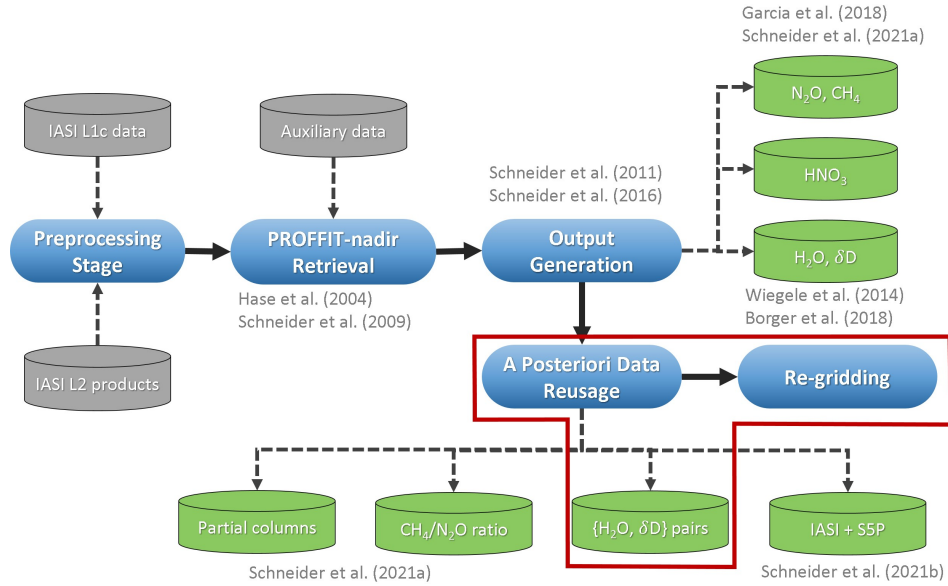 Garcia et al. (2018)
Schneider et al. (2021a)
N₂O, CH₄
IASI L1c data
Auxiliary data
HNO₃
Schneider et al. (2011)
Schneider et al. (2016)
Preprocessing
Stage
PROFFIT-nadir
Retrieval
Output
Generation
H₂O, δD
Hase et al. (2004)
Schneider et al. (2009)
Wiegele et al. (2014)
Borger et al. (2018)
IASI L2 products
A Posteriori Data
Reusage
Re-gridding
Partial columns
CH₄/N₂O ratio
{H₂O, δD} pairs
IASI + S5P
Schneider et al. (2021a)
Schneider et al. (2021b)